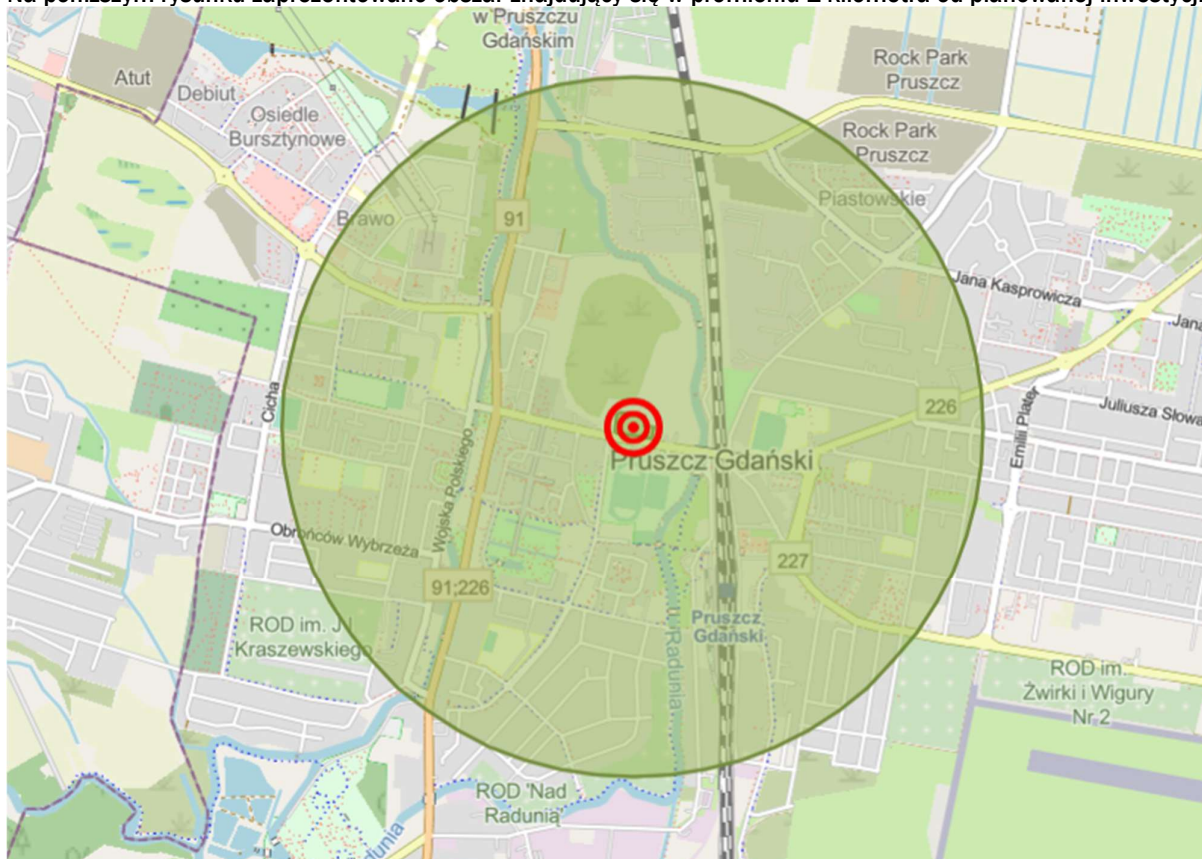 w Pruszczu
Gdańskim
Rock Park
Pruszcz
Atut
Debiut
Osiedle
Bursztynowe
Rock Park
Pruszcz
Piastowskie
Brawo
91
Jana Kasprowicza
Jana
226
Cicha
Emilii Plater
Juliusza Słowa
Wojska Polskiego
Pruszcz Gdański
Obrońców Wybrzeża
227
91;226
Pruszcz
Gdański
Radunia
ROD im. J I
Kraszewskiego
ROD im.
Żwirki i Wigury
Nr 2
ROD 'Nad
Radunią'
dunia